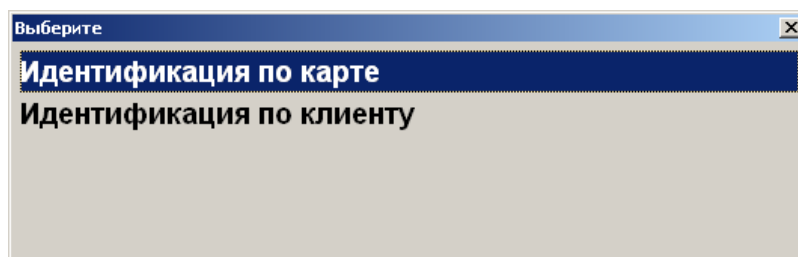 Выберите
Идентификация по карте
Идентификация по клиенту